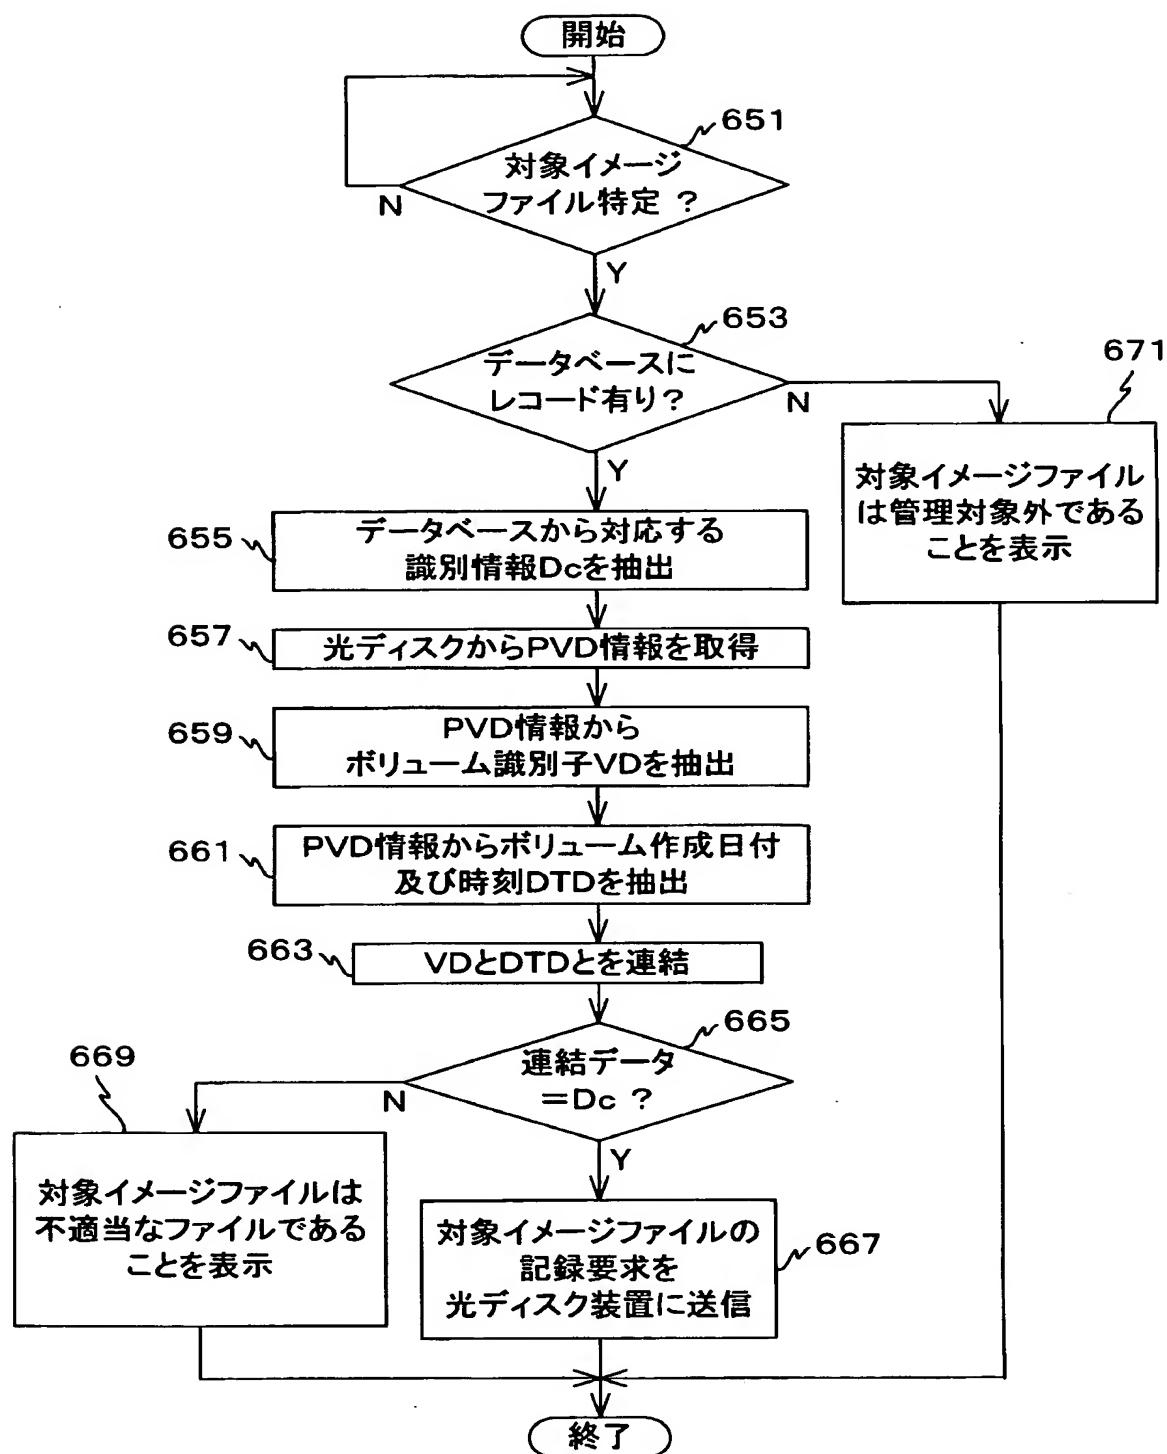 開始
651
対象イメージ
ファイル特定 ?
N
Y
653
データベースに
レコード有り?
N
Y
671
対象イメージファイル
は管理対象外である
ことを表示
655
データベースから対応する
識別情報Dcを抽出
657
光ディスクからPVD情報を取得
659
PVD情報から
ボリューム識別子VDを抽出
661
PVD情報からボリューム作成日付
及び時刻DTDを抽出
663
VDとDTDとを連結
665
連結データ
=Dc ?
N
Y
669
対象イメージファイルは
不適当なファイルである
ことを表示
対象イメージファイルの
記録要求を
光ディスク装置に送信
667
終了